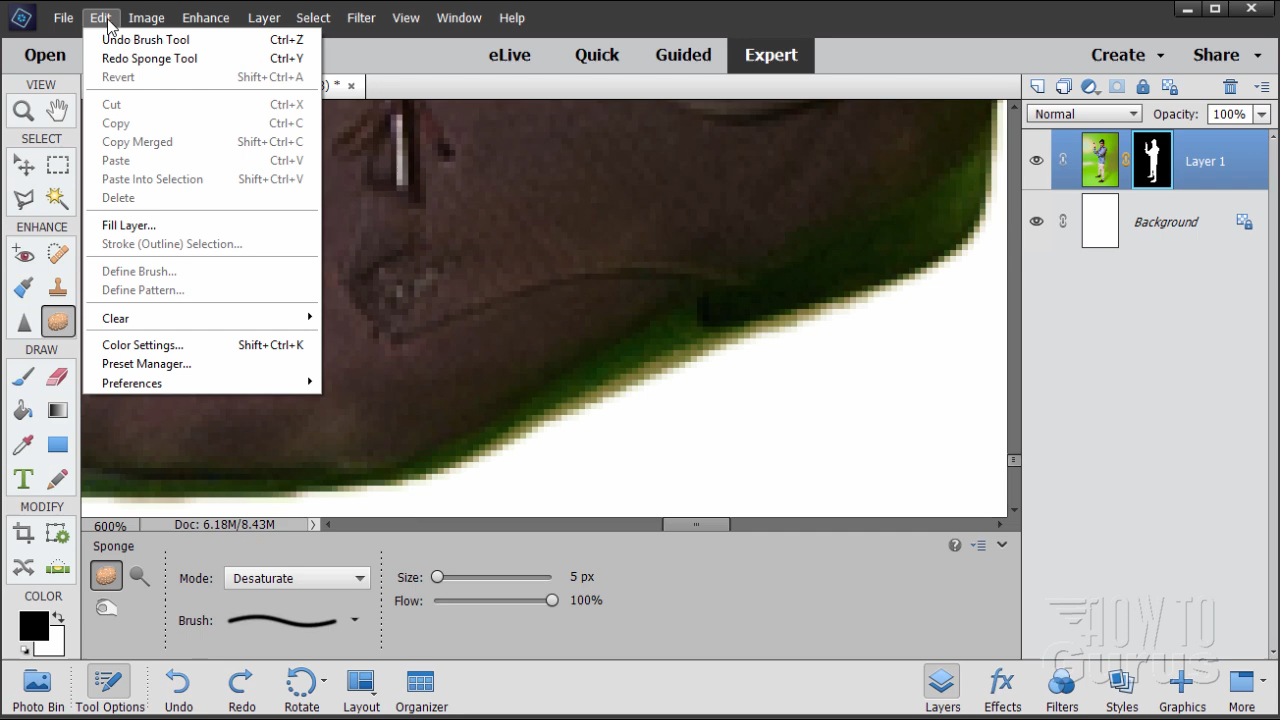 File Edit Image Enhance Layer Select Filter View Window Help
Open eLive Quick Guided Expert Create Share
Undo Brush Tool Ctrl+Z
Redo Sponge Tool Ctrl+Y
Revert Shift+Ctrl+A
Cut Ctrl+X
Copy Ctrl+C
Copy Merged Shift+Ctrl+C
Paste Ctrl+V
Paste Into Selection Shift+Ctrl+V
Delete
Fill Layer...
Stroke (Outline) Selection...
Define Brush...
Define Pattern...
Clear
Color Settings... Shift+Ctrl+K
Preset Manager...
Preferences
) * ×
VIEW
SELECT
ENHANCE
DRAW
MODIFY
COLOR
Normal Opacity: 100%
Layer 1
Background
600% Doc: 6.18M/8.43M
Sponge
Mode: Desaturate
Brush:
Size: 5 px
Flow: 100%
HOW TO
Gurus
Photo Bin Tool Options Undo Redo Rotate Layout Organizer Layers Effects Filters Styles Graphics More